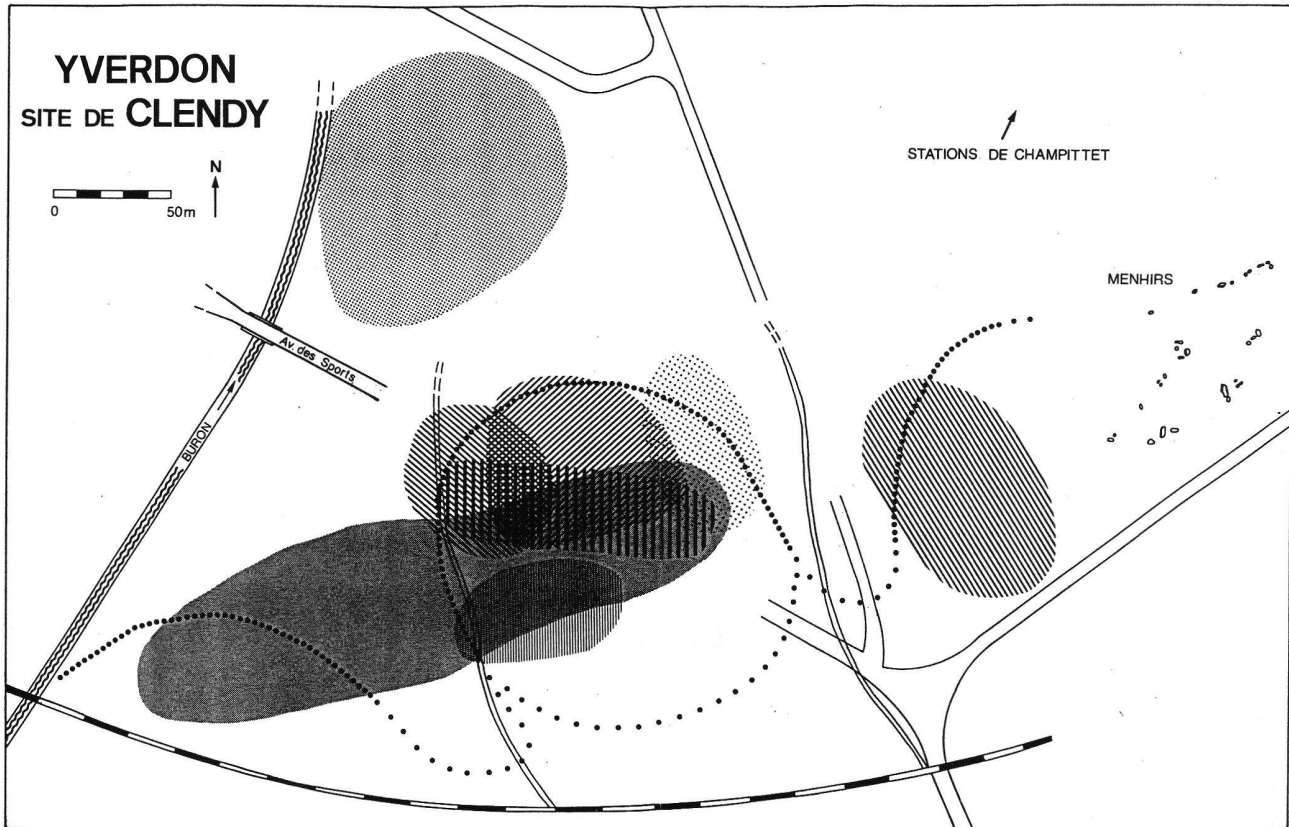 YVERDON
SITE DE CLENDY
N
0 50m
STATIONS DE CHAMPITTET
MENHIRS
Av. des Sports
BURON